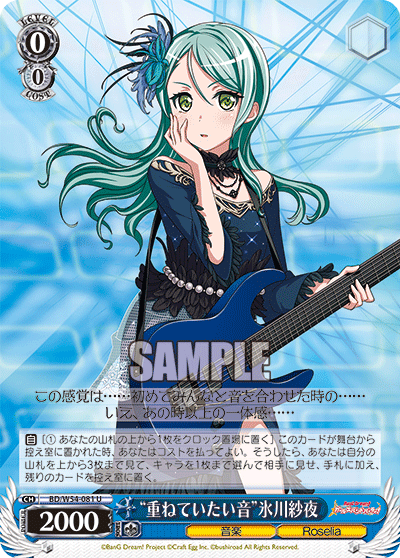 LEVEL
0
0
COST
SAMPLE
この感覚は……初めてみんなと音を合わせた時の……
いえ、あの時以上の一体感……
自【①あなたの山札の上から1枚をクロック置場に置く】このカードが舞台から
控え室に置かれた時、あなたはコストを払ってよい。そうしたら、あなたは自分の
山札を上から3枚まで見て、キャラを1枚まで選んで相手に見せ、手札に加え、
残りのカードを控え室に置く。
CH
BD/W54-081 U
2000
“重ねていたい音”氷川紗夜
音楽
Roselia
©BanG Dream! Project ©Craft Egg Inc. ©bushiroad All Rights Reserved.